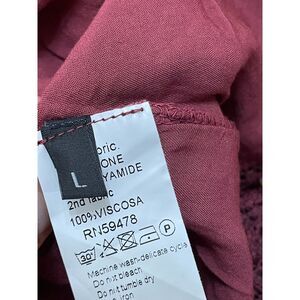 L
bric:
ONE
YAMIDE
2nd fabric
100%VISCOSA
RN59478
30°
P
Machine wash-delicate cycle
Do not bleach
Do not tumble dry
iron